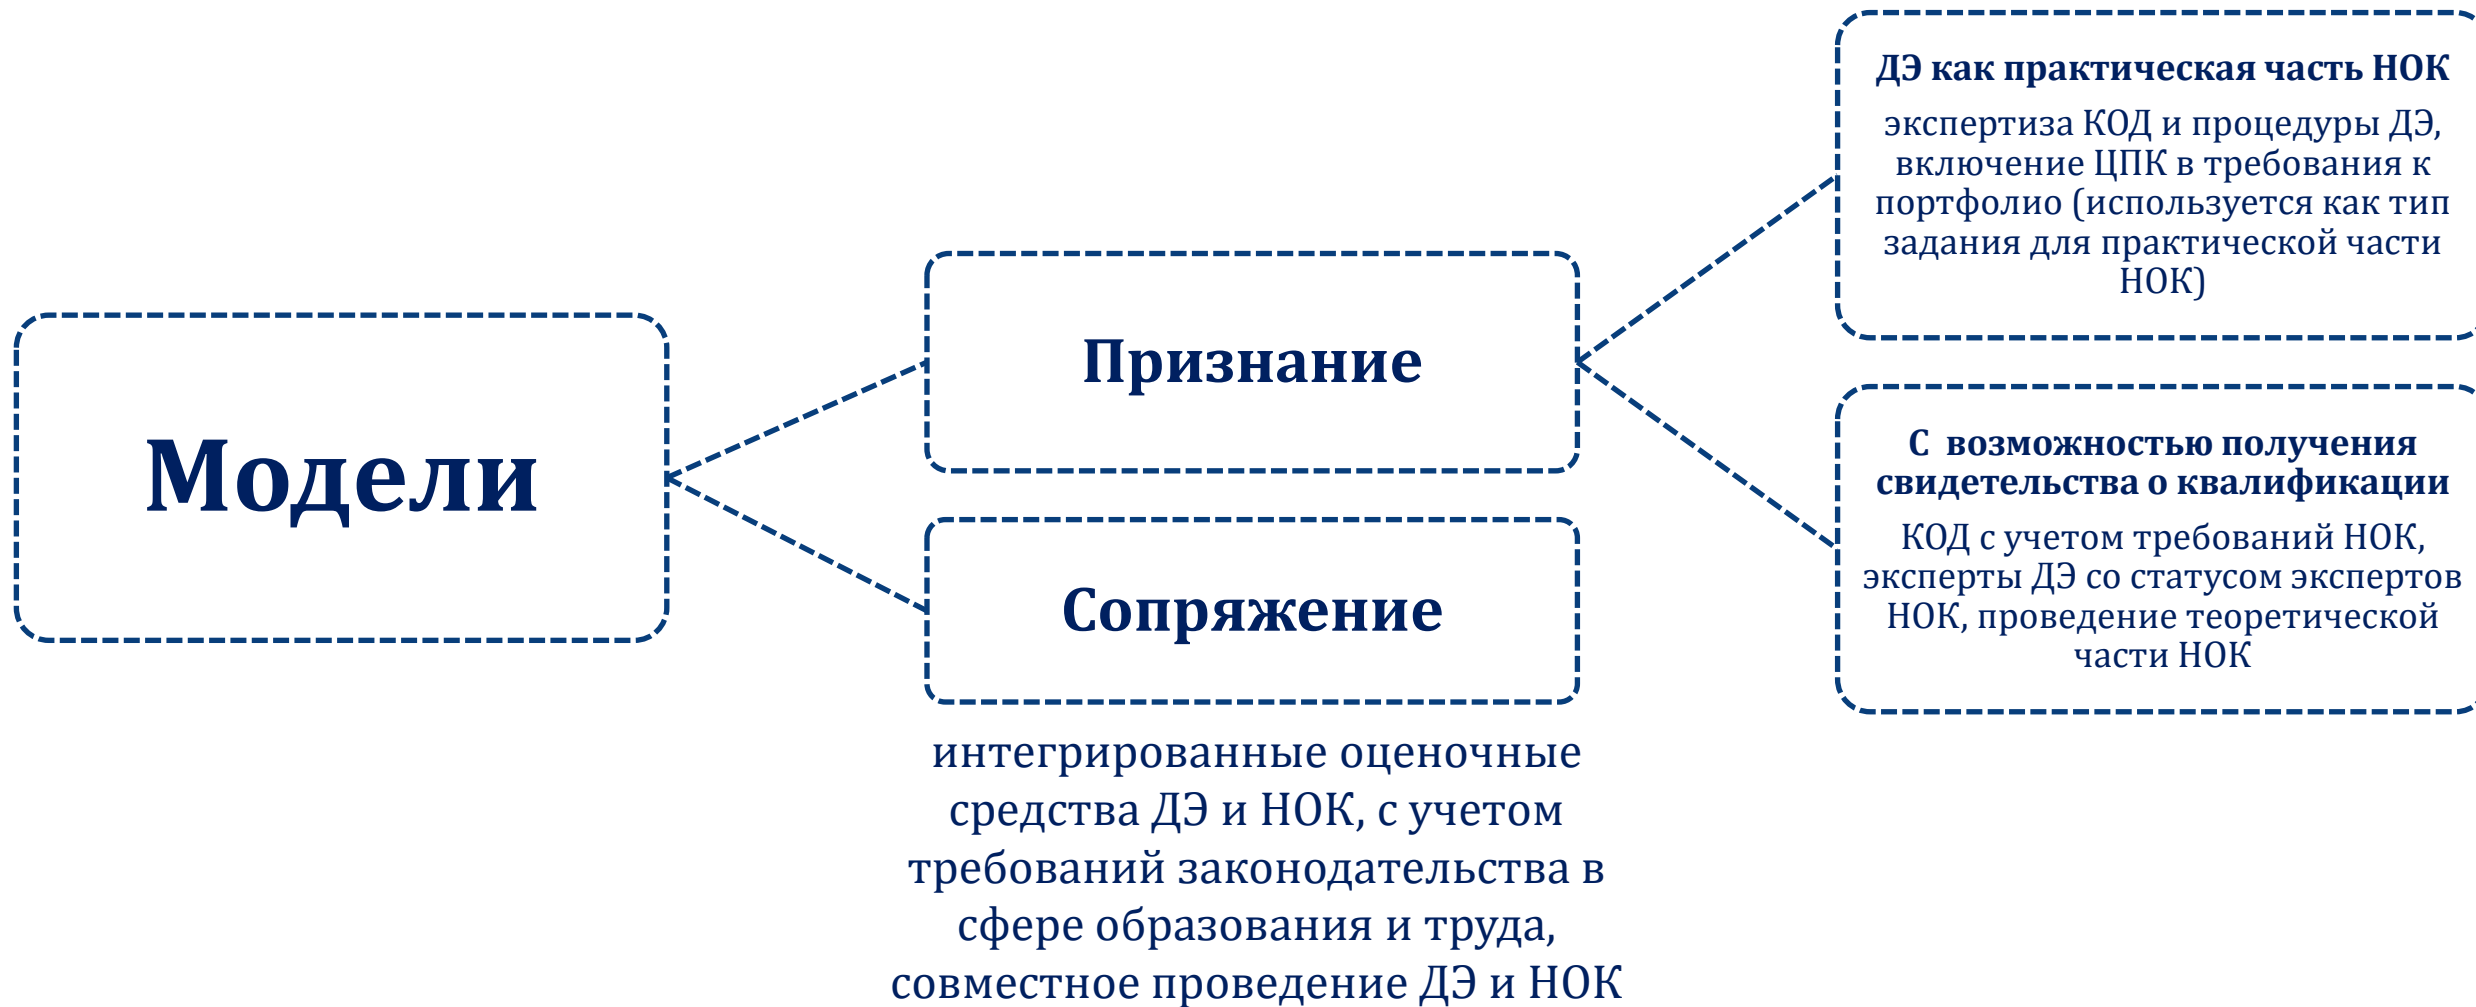 Модели
Признание
Сопряжение
интегрированные оценочные
средства ДЭ и НОК, с учетом
требований законодательства в
сфере образования и труда,
совместное проведение ДЭ и НОК
ДЭ как практическая часть НОК
экспертиза КОД и процедуры ДЭ,
включение ЦПК в требования к
портфолио (используется как тип
задания для практической части
НОК)
С возможностью получения
свидетельства о квалификации
КОД с учетом требований НОК,
эксперты ДЭ со статусом экспертов
НОК, проведение теоретической
части НОК